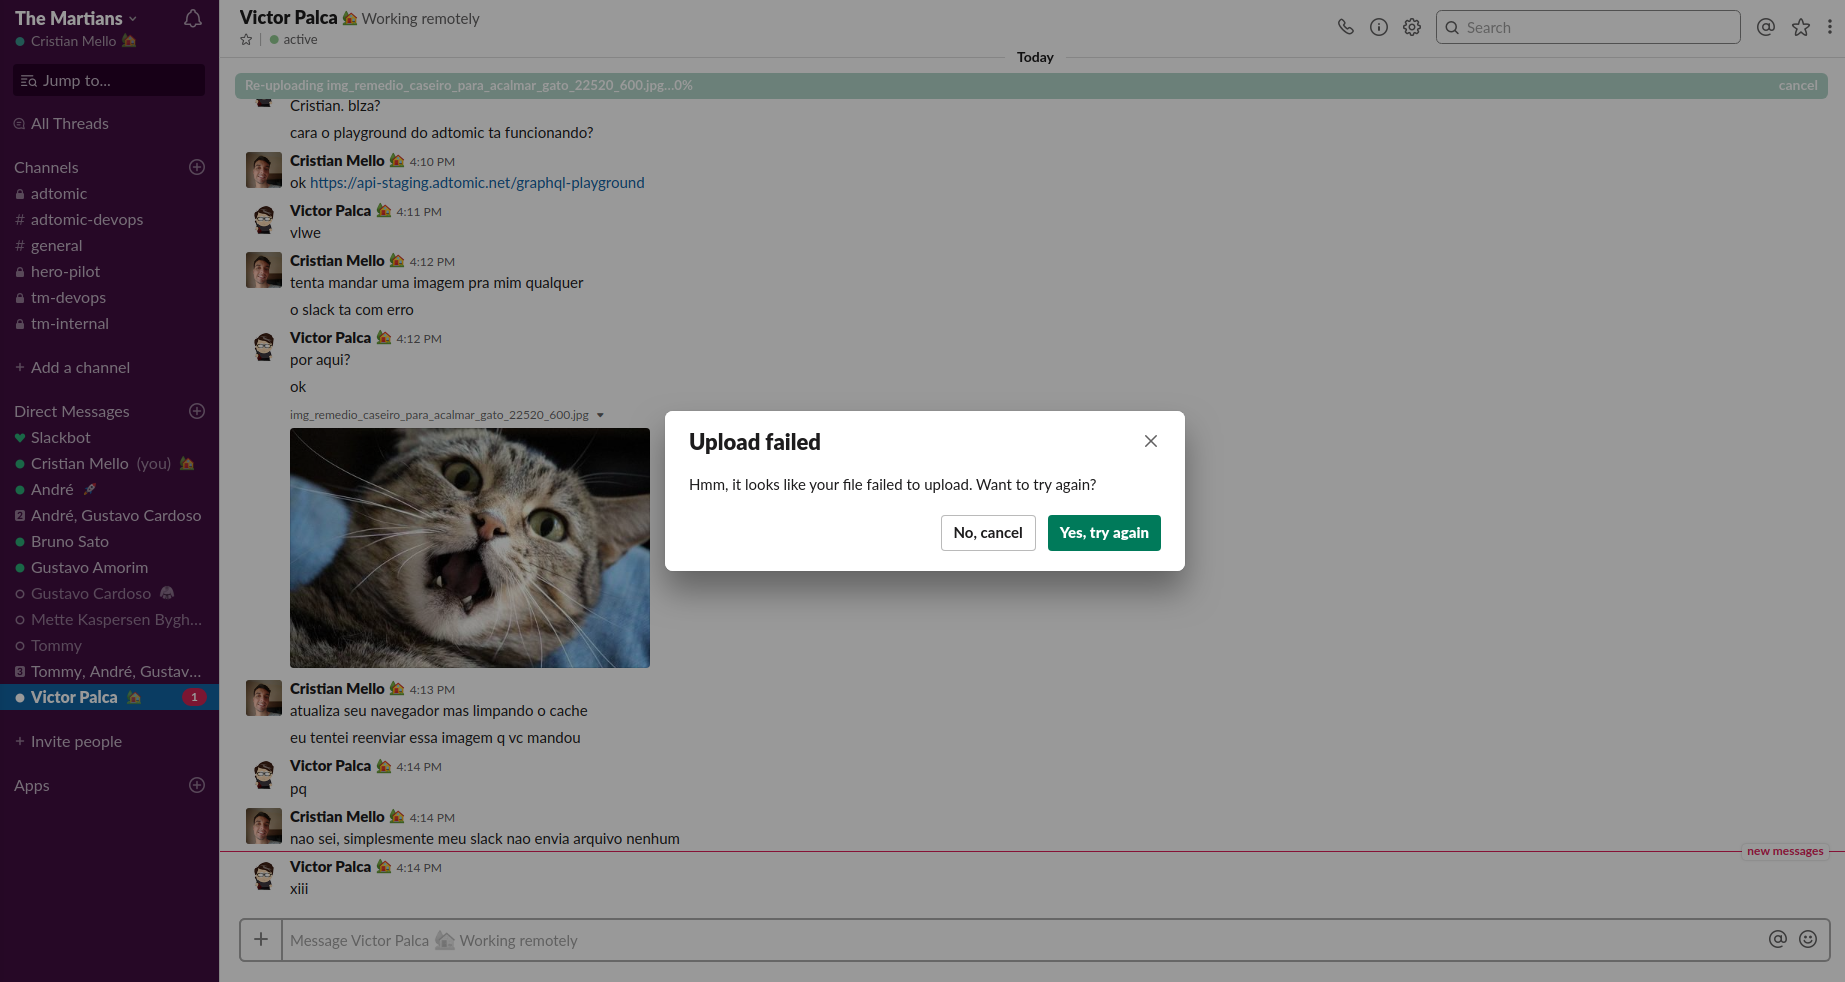 The Martians
Cristian Mello
Jump to...
All Threads
Channels
adtomic
# adtomic-devops
# general
hero-pilot
tm-devops
tm-internal
+ Add a channel
Direct Messages
Slackbot
Cristian Mello (you)
André
2 André, Gustavo Cardoso
Bruno Sato
Gustavo Amorim
Gustavo Cardoso
Mette Kaspersen Bygh...
Tommy
3 Tommy, André, Gustav...
Victor Palca 1
+ Invite people
Apps
Victor Palca Working remotely
active
Search
Today
Re-uploading img_remedio_caseiro_para_acalmar_gato_22520_600.jpg...0% cancel
Cristian. blza?
cara o playground do adtomic ta funcionando?
Cristian Mello 4:10 PM
ok https://api-staging.adtomic.net/graphql-playground
Victor Palca 4:11 PM
vlwe
Cristian Mello 4:12 PM
tenta mandar uma imagem pra mim qualquer
o slack ta com erro
Victor Palca 4:12 PM
por aqui?
ok
img_remedio_caseiro_para_acalmar_gato_22520_600.jpg
Upload failed
Hmm, it looks like your file failed to upload. Want to try again?
No, cancel
Yes, try again
Cristian Mello 4:13 PM
atualiza seu navegador mas limpando o cache
eu tentei reenviar essa imagem q vc mandou
Victor Palca 4:14 PM
pq
Cristian Mello 4:14 PM
nao sei, simplesmente meu slack nao envia arquivo nenhum
new messages
Victor Palca 4:14 PM
xiii
+ Message Victor Palca Working remotely @